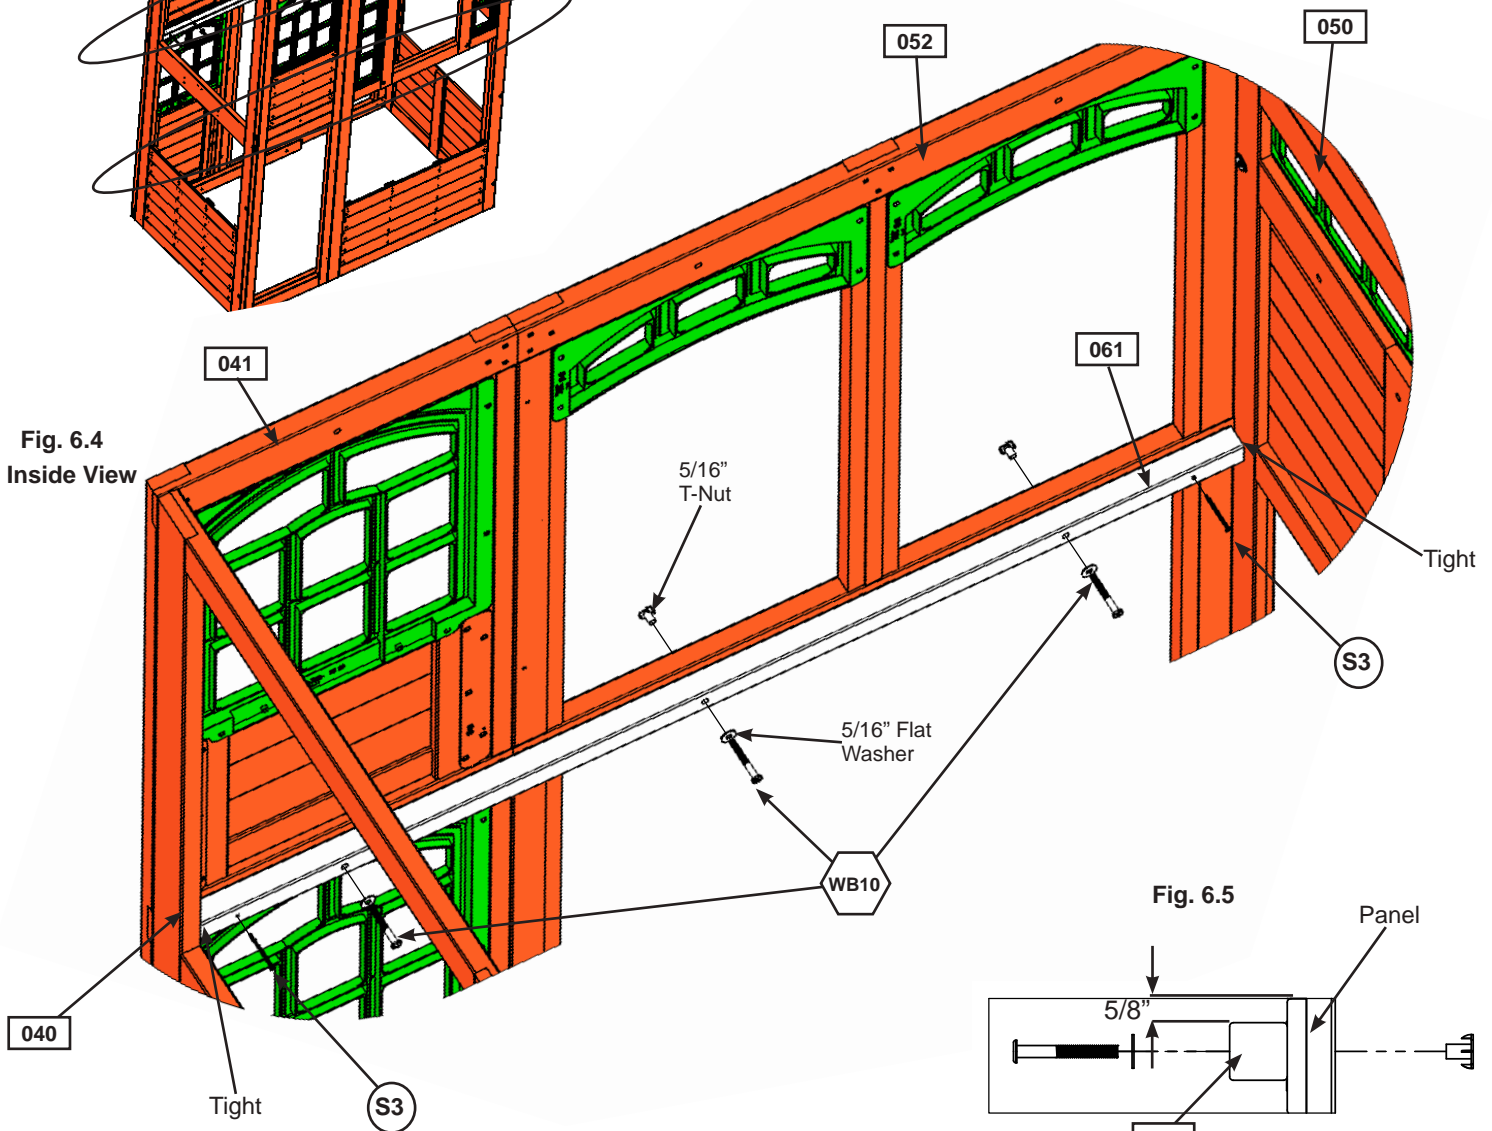 052
050
041
061
Fig. 6.4
Inside View
5/16”
T-Nut
Tight
S3
5/16” Flat
Washer
WB10
Fig. 6.5
Panel
5/8”
040
Tight
S3